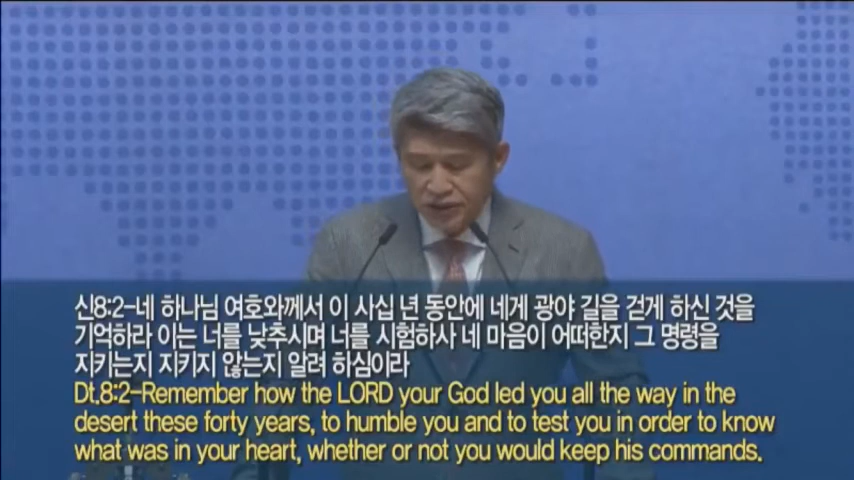 신8:2-네 하나님 여호와께서 이 사십 년 동안에 네게 광야 길을 걷게 하신 것을
기억하라 이는 너를 낮추시며 너를 시험하사 네 마음이 어떠한지 그 명령을
지키는지 지키지 않는지 알려 하심이라
Dt.8:2-Remember how the LORD your God led you all the way in the
desert these forty years, to humble you and to test you in order to know
what was in your heart, whether or not you would keep his commands.